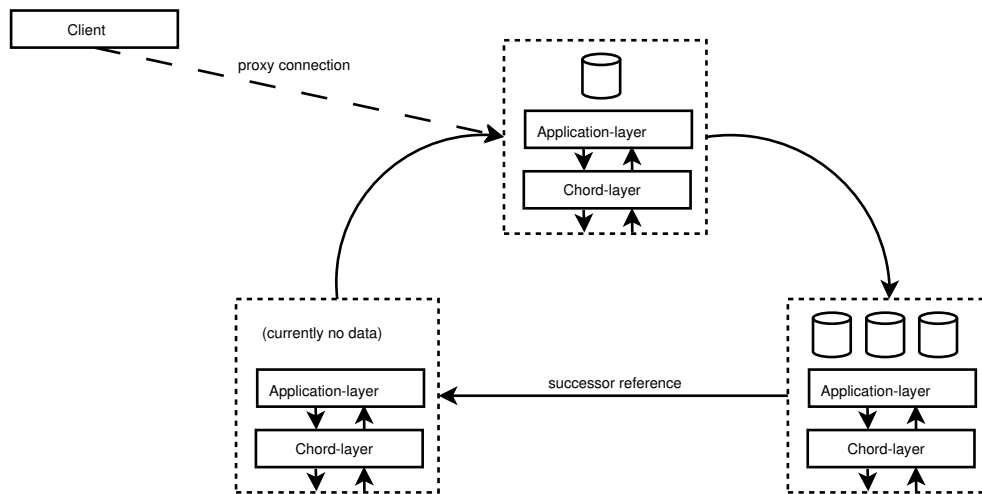 Client
proxy connection
Application-layer
Chord-layer
(currently no data)
Application-layer
Chord-layer
successor reference
Application-layer
Chord-layer